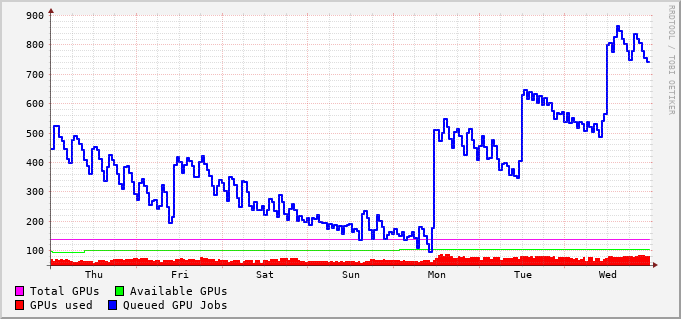 900
800
700
600
500
400
300
200
100
Thu Fri Sat Sun Mon Tue Wed
Total GPUs Available GPUs
GPUs used Queued GPU Jobs
RRDTOOL / TOBI OETIKER